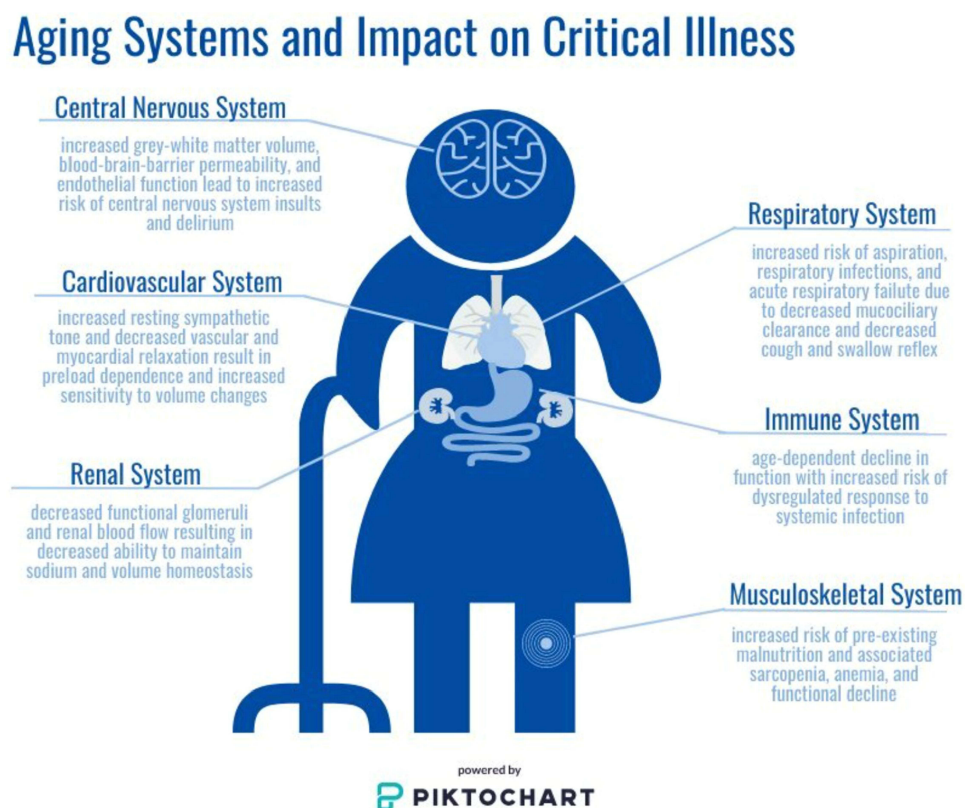 Aging Systems and Impact on Critical Illness
Central Nervous System
increased grey-white matter volume,
blood-brain-barrier permeability, and
endothelial function lead to increased
risk of central nervous system insults
and delirium
Cardiovascular System
increased resting sympathetic
tone and decreased vascular and
myocardial relaxation result in
preload dependence and increased
sensitivity to volume changes
Renal System
decreased functional glomeruli
and renal blood flow resulting in
decreased ability to maintain
sodium and volume homeostasis
Respiratory System
increased risk of aspiration,
respiratory infections, and
acute respiratory failute due
to decreased mucociliary
clearance and decreased
cough and swallow reflex
Immune System
age-dependent decline in
function with increased risk of
dysregulated response to
systemic infection
Musculoskeletal System
increased risk of pre-existing
malnutrition and associated
sarcopenia, anemia, and
functional decline
powered by
PIKTOCHART